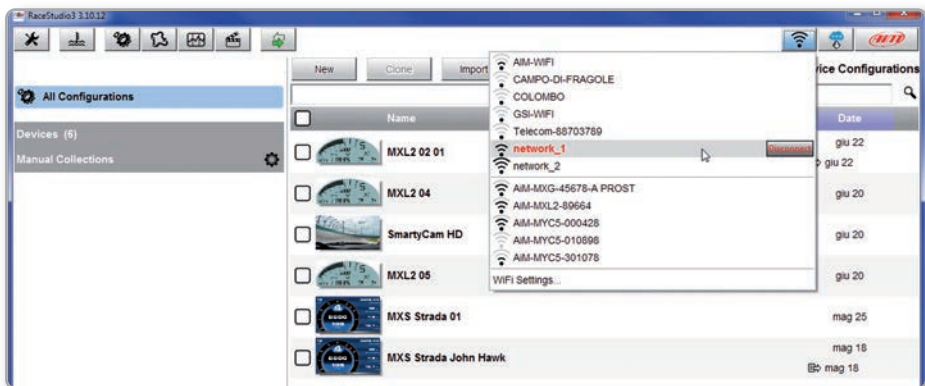 RaceStudio3 3.10.12
AiM
New Clone Import
ice Configurations
AiM-WIFI
CAMPO-DI-FRAGOLE
COLOMBO
GSI-WIFI
Telecom-88703789
network_1 Disconnect
network_2
AiM-MXG-45678-A PROST
AiM-MXL2-89664
AiM-MYC5-000428
AiM-MYC5-010898
AiM-MYC5-301078
WiFi Settings...
All Configurations
Devices (6)
Manual Collections
Name Date
MXL2 02 01 giu 22
giu 22
MXL2 04 giu 20
SmartyCam HD giu 20
MXL2 05 giu 20
MXS Strada 01 mag 25
MXS Strada John Hawk mag 18
mag 18